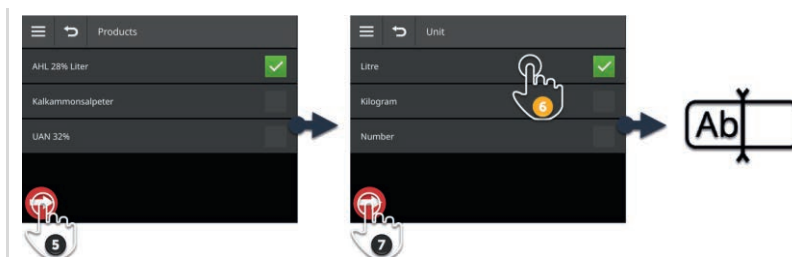 Products
AHL 28% Liter
Kalkammonsalpeter
UAN 32%
5
Unit
Litre
6
Kilogram
Number
7
Ab